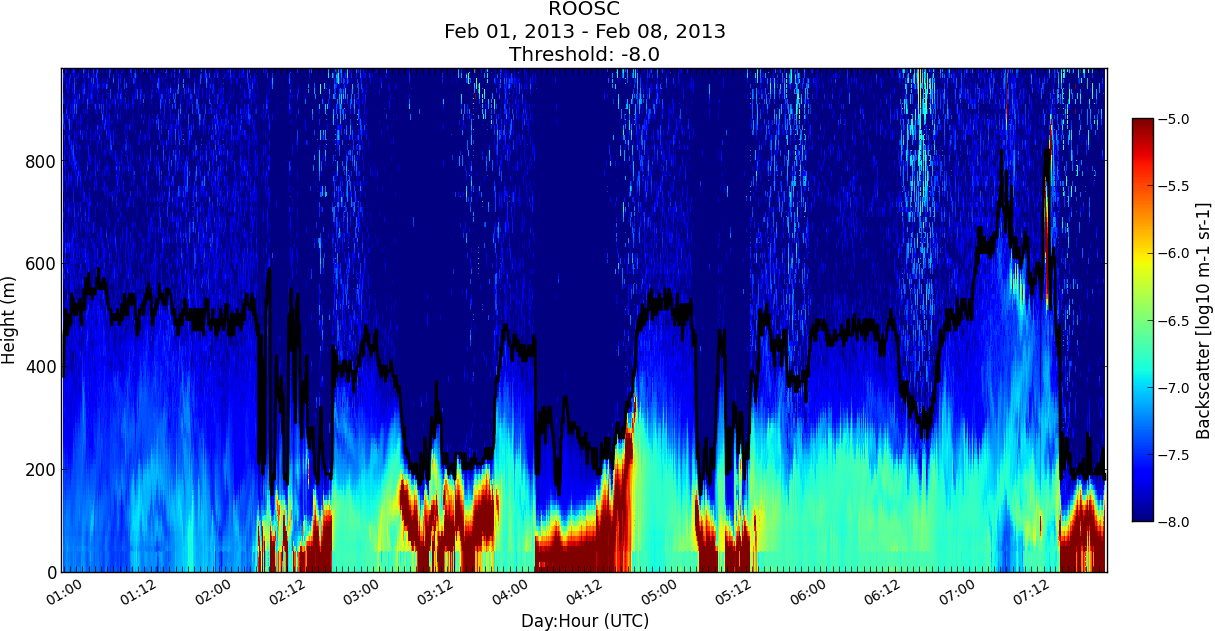 ROOSC
Feb 01, 2013 - Feb 08, 2013
Threshold: -8.0
Height (m)
800
600
400
200
0
01:00 01:12 02:00 02:12 03:00 03:12 04:00 04:12 05:00 05:12 06:00 06:12 07:00 07:12
Day:Hour (UTC)
−5.0
−5.5
−6.0
−6.5
−7.0
−7.5
−8.0
Backscatter [log10 m-1 sr-1]